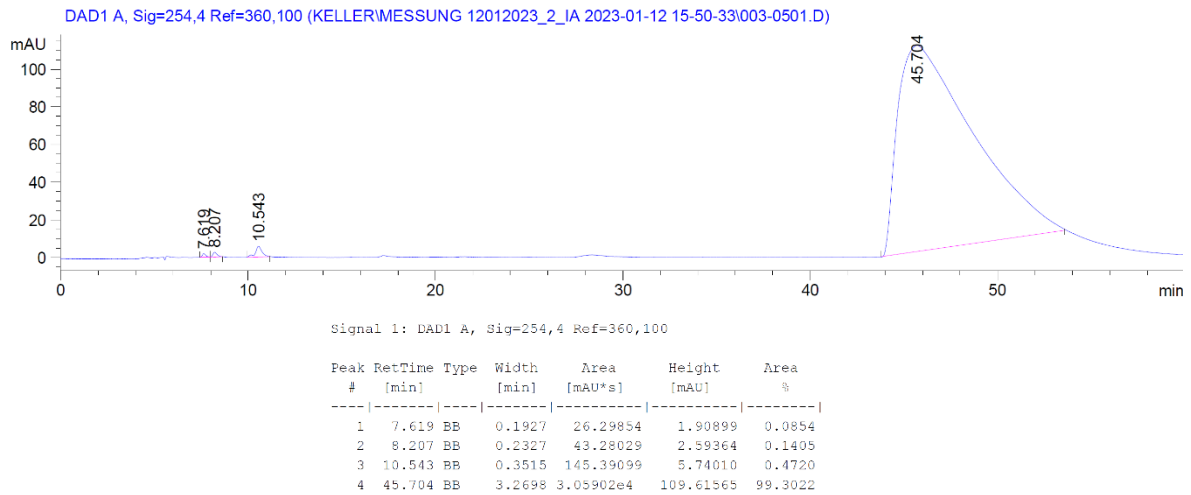 DAD1 A, Sig=254,4 Ref=360,100 (KELLER\MESSUNG 12012023_2_IA 2023-01-12 15-50-33\003-0501.D)
mAU
100
80
60
40
20
0
7.619
8.207
10.543
45.704
0 10 20 30 40 50 min
Signal 1: DAD1 A, Sig=254,4 Ref=360,100
Peak RetTime Type Width Area Height Area
# [min] [min] [mAU*s] [mAU] %
----|-------|----|-------|----------|----------|--------|
1 7.619 BB 0.1927 26.29854 1.90899 0.0854
2 8.207 BB 0.2327 43.28029 2.59364 0.1405
3 10.543 BB 0.3515 145.39099 5.74010 0.4720
4 45.704 BB 3.2698 3.05902e4 109.61565 99.3022